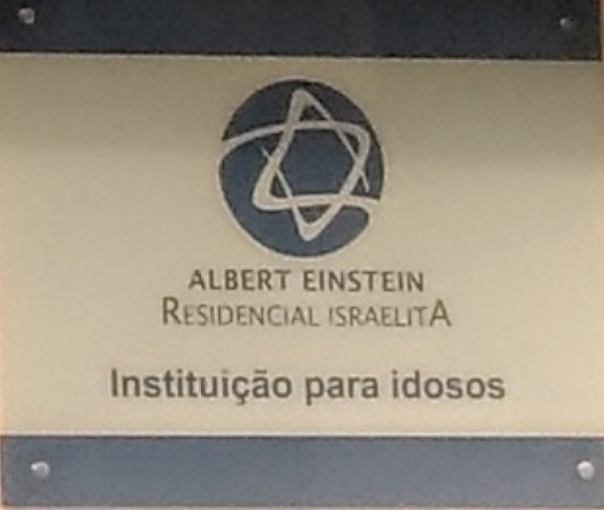 ALBERT EINSTEIN
RESIDENCIAL ISRAELITA
Instituição para idosos